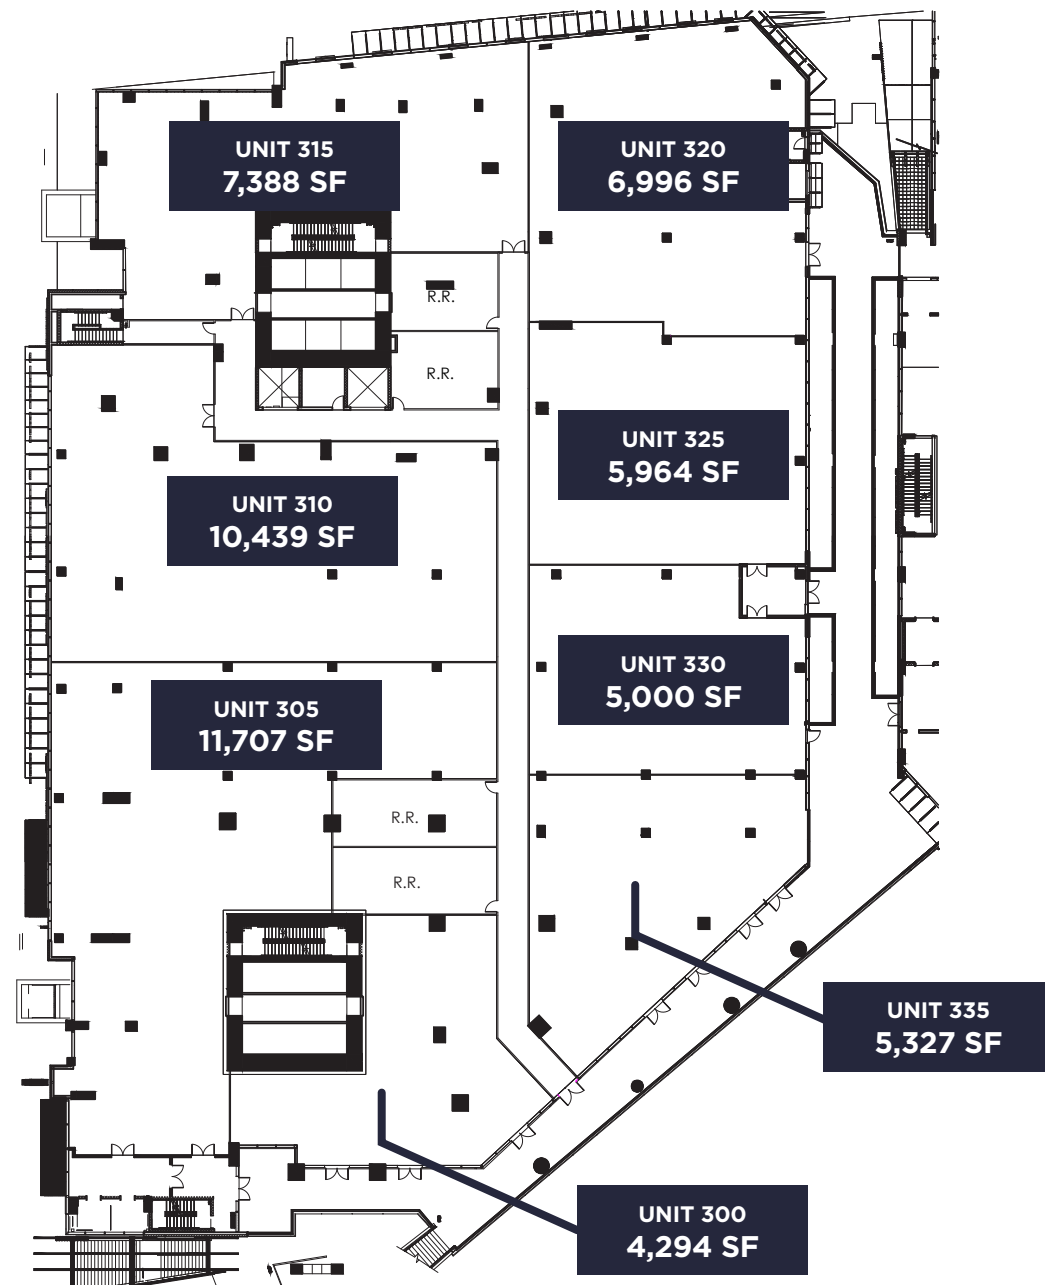 UNIT 315
7,388 SF
UNIT 320
6,996 SF
R.R.
R.R.
UNIT 325
5,964 SF
UNIT 310
10,439 SF
UNIT 330
5,000 SF
UNIT 305
11,707 SF
R.R.
R.R.
UNIT 335
5,327 SF
UNIT 300
4,294 SF